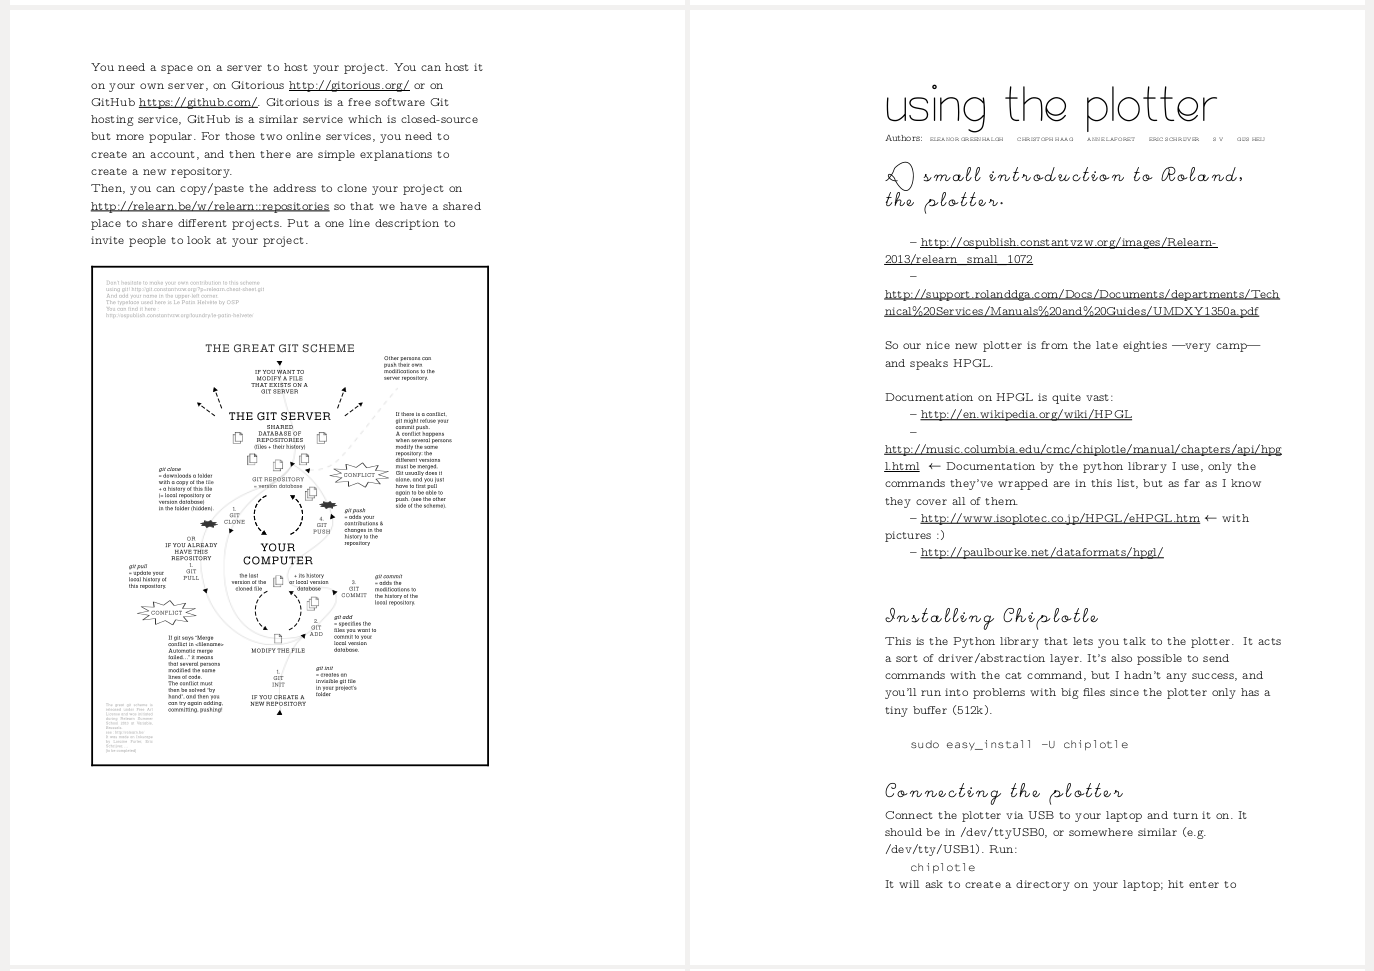 You need a space on a server to host your project. You can host it
on your own server, on Gitorious http://gitorious.org/ or on
GitHub https://github.com/. Gitorious is a free software Git
hosting service, GitHub is a similar service which is closed-source
but more popular. For those two online services, you need to
create an account, and then there are simple explanations to
create a new repository.
Then, you can copy/paste the address to clone your project on
http://relearn.be/w/relearn::repositories so that we have a shared
place to share different projects. Put a one line description to
invite people to look at your project.
Don't hesitate to make your own contribution to this scheme
using git! http://git.constantvzw.org/?p=relearn.cheat-sheet.git
And add your name in the upper-left corner.
The typeface used here is Le Patin Helvète by OSP
You can find it here :
http://ospublish.constantvzw.org/foundry/le-patin-helvete/
THE GREAT GIT SCHEME
Other persons can
push their own
modifications to the
server repository.
IF YOU WANT TO
MODIFY A FILE
THAT EXISTS ON A
GIT SERVER
THE GIT SERVER
SHARED
DATABASE OF
REPOSITORIES
(files + their history)
If there is a conflict,
git might refuse your
commit push.
A conflict happens
when several persons
modify the same
repository: the
different versions
must be merged.
Git usually does it
alone, and you just
have to first pull
again to be able to
push. (see the other
side of the scheme).
CONFLICT
git clone
= downloads a folder
with a copy of the file
+ a history of this file
(= local repository or
version database)
in the folder (hidden).
GIT REPOSITORY
= version database
1.
GIT
CLONE
4.
GIT
PUSH
git push
= adds your
contributions &
changes in the
history to the
repository
OR
IF YOU ALREADY
HAVE THIS
REPOSITORY
1.
GIT
PULL
YOUR
COMPUTER
git pull
= update your
local history of
this repository.
the last
version of the
cloned file
+ its history
or local version
database
3.
GIT
COMMIT
git commit
= adds the
modifications to
the history of the
local repository.
CONFLICT
2.
GIT
ADD
git add
= specifies the
files you want to
commit to your
local version
database.
If git says "Merge
conflict in <filename>
Automatic merge
failed..." it means
that several persons
modified the same
lines of code.
The conflict must
then be solved "by
hand", and then you
can try again adding,
committing, pushing!
MODIFY THE FILE
1.
GIT
INIT
git init
= creates an
invisible git file
in your project's
folder
IF YOU CREATE A
NEW REPOSITORY
using the plotter
Authors: ELEANOR GREENHALGH CHRISTOPH HAAG ANNE LAFORET ERIC SCHRIJVER S V GIJS HEIJ
A small introduction to Roland,
the plotter.
– http://ospublish.constantvzw.org/images/Relearn-
2013/relearn_small_1072
–
http://support.rolanddga.com/Docs/Documents/departments/Tech
nical%20Services/Manuals%20and%20Guides/UMDXY1350a.pdf
So our nice new plotter is from the late eighties —very camp—
and speaks HPGL.
Documentation on HPGL is quite vast:
– http://en.wikipedia.org/wiki/HPGL
–
http://music.columbia.edu/cmc/chiplotle/manual/chapters/api/hpg
l.html ← Documentation by the python library I use, only the
commands they've wrapped are in this list, but as far as I know
they cover all of them.
– http://www.isoplotec.co.jp/HPGL/eHPGL.htm ← with
pictures :)
– http://paulbourke.net/dataformats/hpgl/
Installing Chiplotle
This is the Python library that lets you talk to the plotter. It acts
a sort of driver/abstraction layer. It's also possible to send
commands with the cat command, but I hadn't any success, and
you'll run into problems with big files since the plotter only has a
tiny buffer (512k).
sudo easy_install -U chiplotle
Connecting the plotter
Connect the plotter via USB to your laptop and turn it on. It
should be in /dev/ttyUSB0, or somewhere similar (e.g.
/dev/tty/USB1). Run:
chiplotle
It will ask to create a directory on your laptop; hit enter to